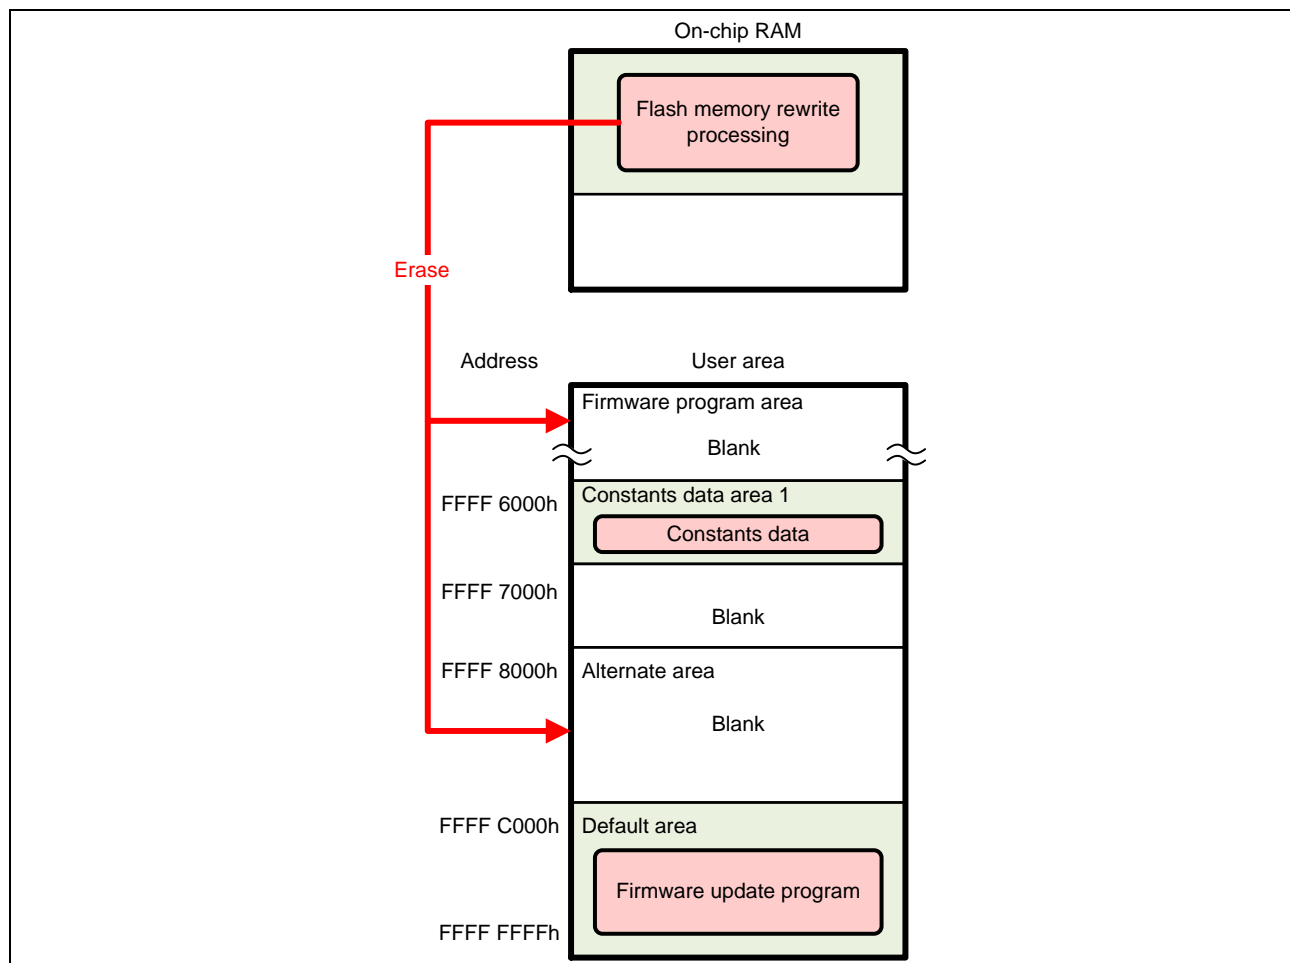 On-chip RAM
Flash memory rewrite
processing
Erase
Address
User area
Firmware program area
Blank
FFFF 6000h
Constants data area 1
Constants data
FFFF 7000h
Blank
FFFF 8000h
Alternate area
Blank
FFFF C000h
Default area
Firmware update program
FFFF FFFFh